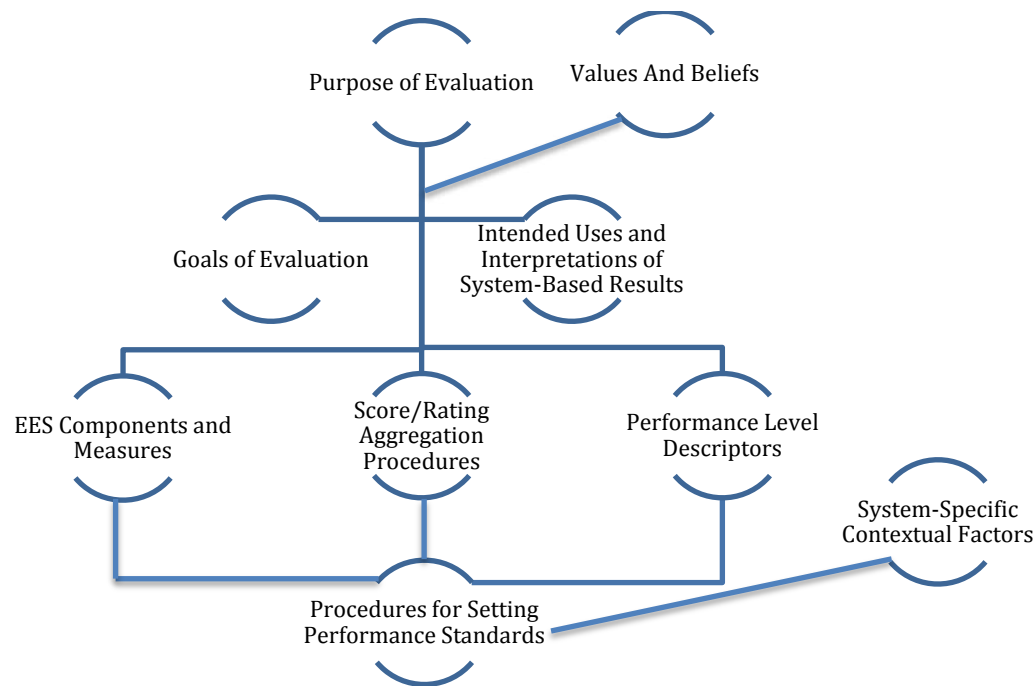 Purpose of Evaluation
Values And Beliefs
Goals of Evaluation
Intended Uses and
Interpretations of
System-Based Results
EES Components and
Measures
Score/Rating
Aggregation
Procedures
Performance Level
Descriptors
System-Specific
Contextual Factors
Procedures for Setting
Performance Standards